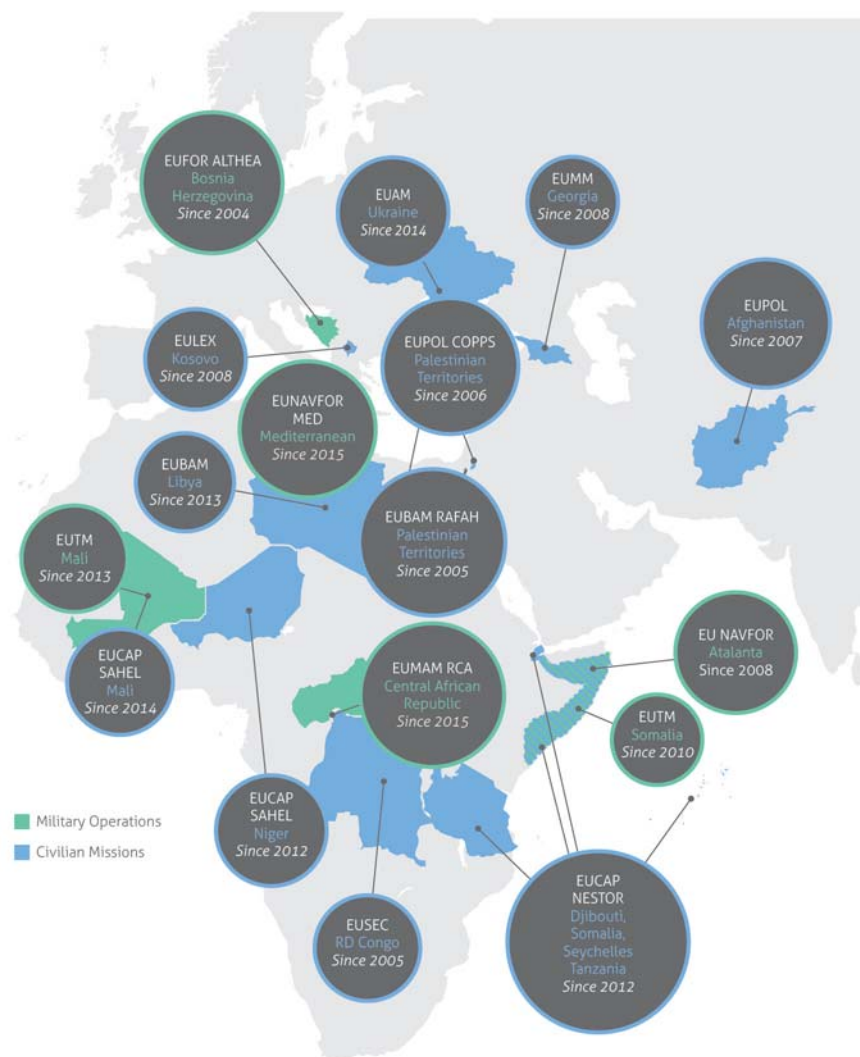 EUFOR ALTHEA
Bosnia
Herzegovina
Since 2004
EUAM
Ukraine
Since 2014
EUMM
Georgia
Since 2008
EUPOL
Afghanistan
Since 2007
EULEX
Kosovo
Since 2008
EUPOL COPPS
Palestinian
Territories
Since 2006
EUNAVFOR
MED
Mediterranean
Since 2015
EUBAM
Libya
Since 2013
EUBAM RAFAH
Palestinian
Territories
Since 2005
EUTM
Mali
Since 2013
EUCAP
SAHEL
Mali
Since 2014
EUMAM RCA
Central African
Republic
Since 2015
EU NAVFOR
Atalanta
Since 2008
EUTM
Somalia
Since 2010
Military Operations
Civilian Missions
EUCAP
SAHEL
Niger
Since 2012
EUSEC
RD Congo
Since 2005
EUCAP
NESTOR
Djibouti,
Somalia,
Seychelles
Tanzania
Since 2012